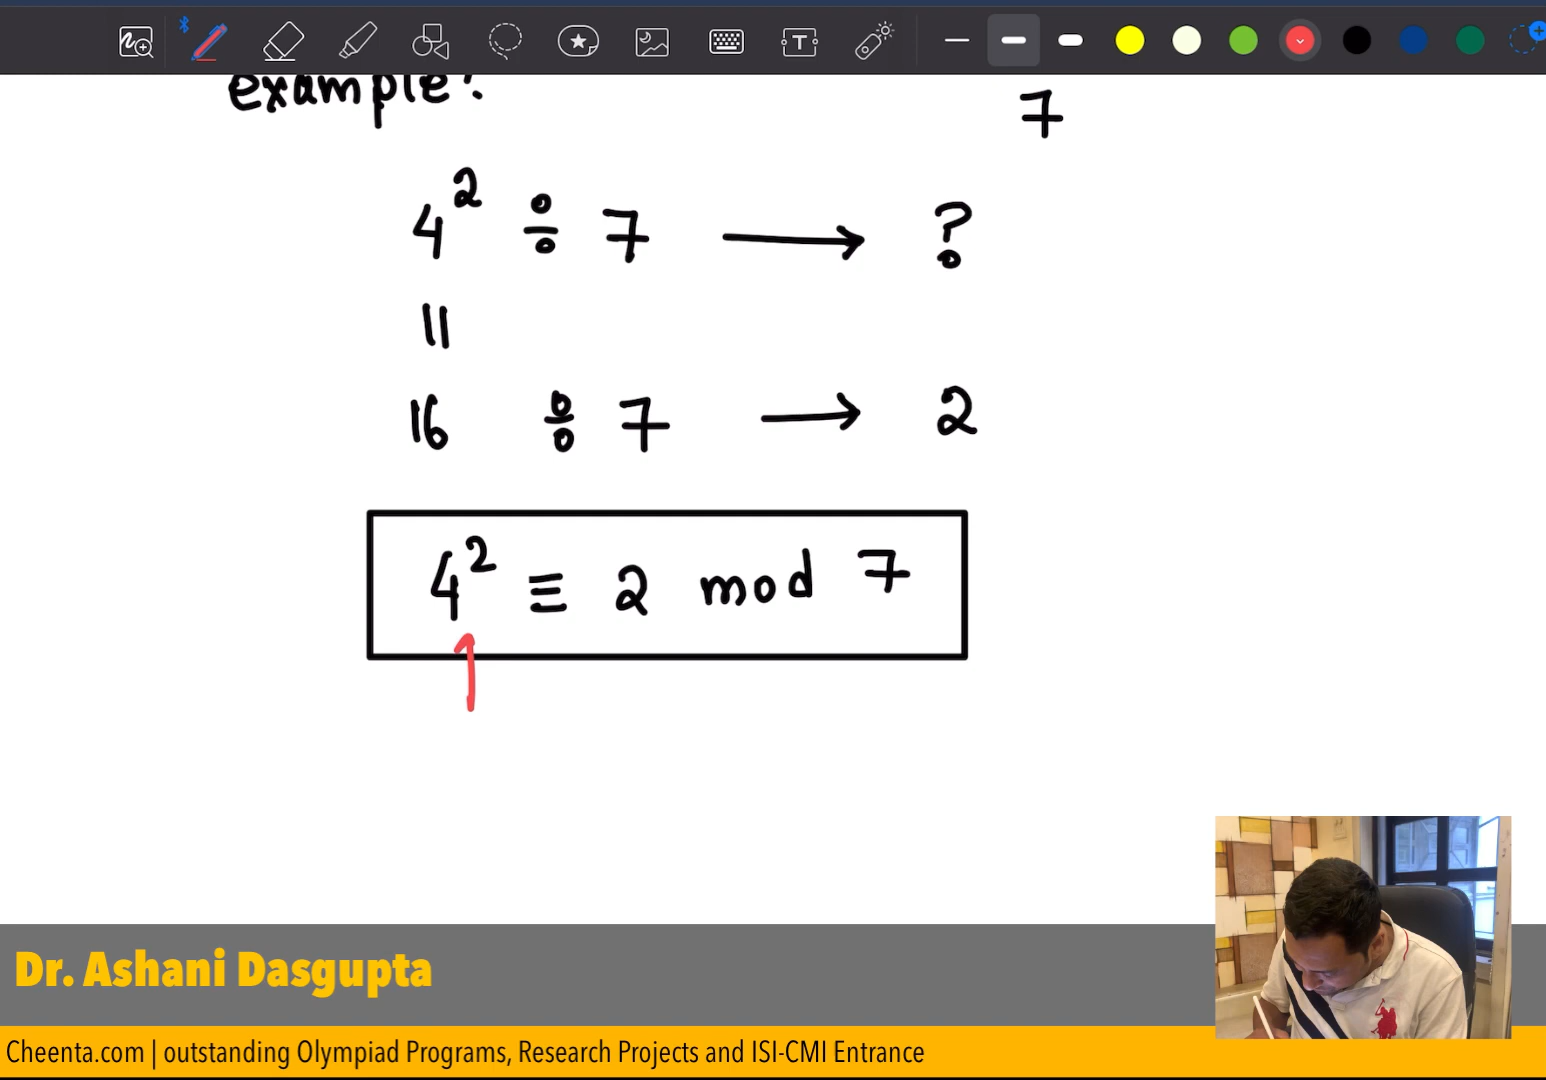 example?
7
4² ÷ 7 ⟶ ?
||
16 ÷ 7 ⟶ 2
4² ≡ 2 mod 7
Dr. Ashani Dasgupta
Cheenta.com | outstanding Olympiad Programs, Research Projects and ISI-CMI Entrance